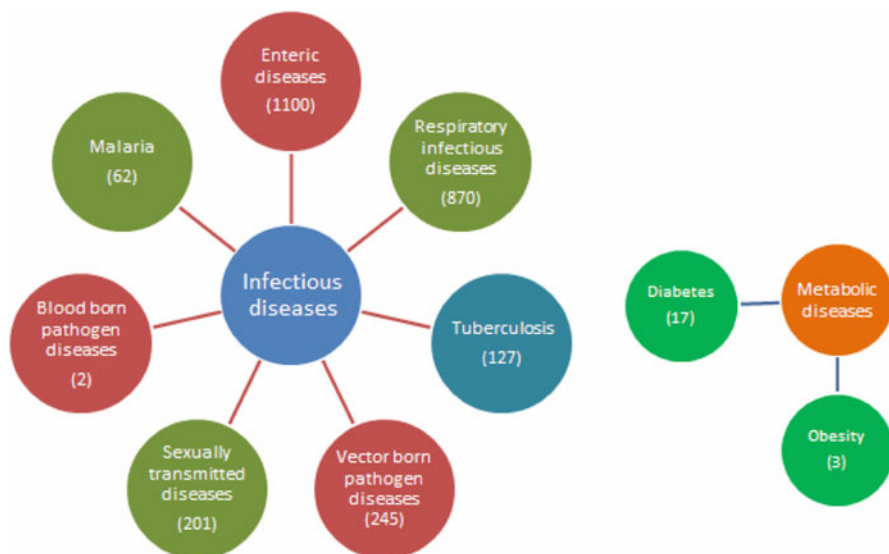 Enteric
diseases
(1100)
Respiratory
infectious
diseases
(870)
Malaria
(62)
Infectious
diseases
Blood born
pathogen
diseases
(2)
Tuberculosis
(127)
Sexually
transmitted
diseases
(201)
Vector born
pathogen
diseases
(245)
Diabetes
(17)
Metabolic
diseases
Obesity
(3)